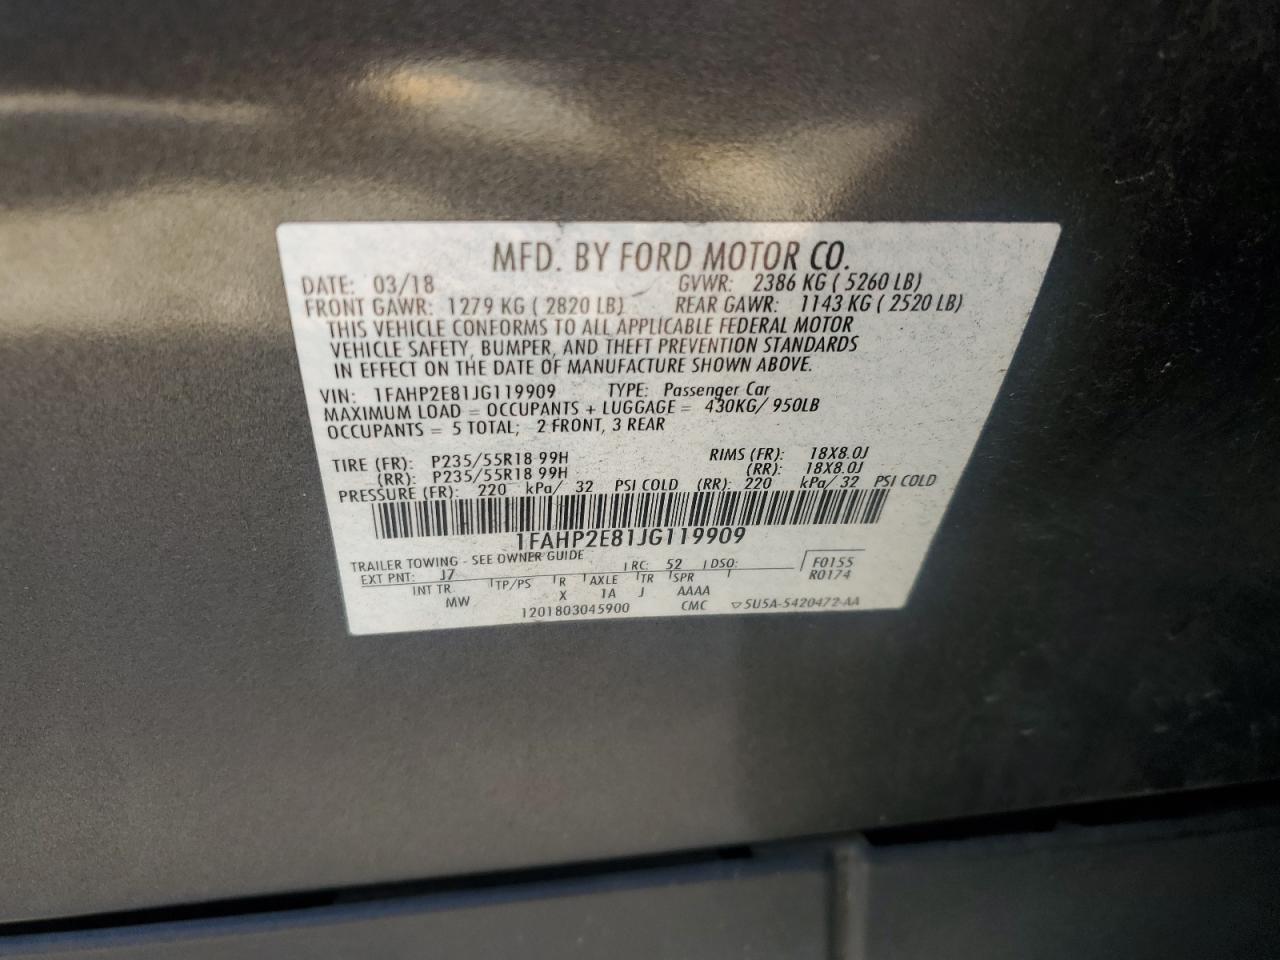 MFD. BY FORD MOTOR CO.
DATE: 03/18 GVWR: 2386 KG ( 5260 LB)
FRONT GAWR: 1279 KG ( 2820 LB) REAR GAWR: 1143 KG ( 2520 LB)
THIS VEHICLE CONFORMS TO ALL APPLICABLE FEDERAL MOTOR
VEHICLE SAFETY, BUMPER, AND THEFT PREVENTION STANDARDS
IN EFFECT ON THE DATE OF MANUFACTURE SHOWN ABOVE.
VIN: 1FAHP2E81JG119909 TYPE: Passenger Car
MAXIMUM LOAD = OCCUPANTS + LUGGAGE = 430KG/ 950LB
OCCUPANTS = 5 TOTAL; 2 FRONT, 3 REAR
TIRE (FR): P235/55R18 99H RIMS (FR): 18X8.0J
(RR): P235/55R18 99H (RR): 18X8.0J
PRESSURE (FR): 220 kPa/ 32 PSI COLD (RR): 220 kPa/ 32 PSI COLD
1FAHP2E81JG119909
TRAILER TOWING - SEE OWNER GUIDE
EXT PNT: J7 RC: 52 DSO: F0155
INT TR TP/PS R AXLE TR SPR R0174
MW X 1A J AAAA
1201803045900 CMC ▽5U5A-5420472-AA